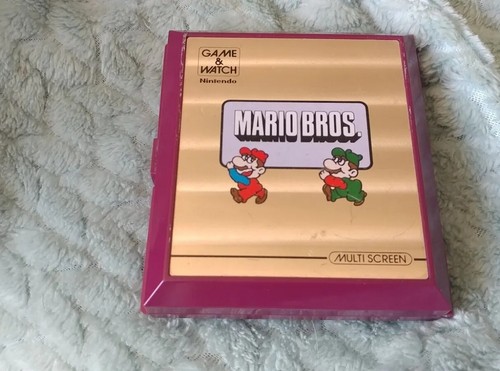 GAME
&
WATCH
Nintendo
MARIO BROS.
MULTI SCREEN